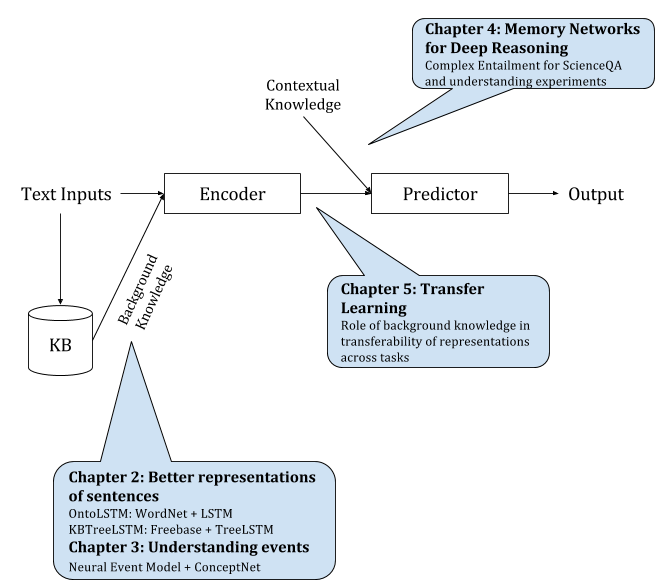 Chapter 4: Memory Networks
for Deep Reasoning
Complex Entailment for ScienceQA
and understanding experiments
Contextual
Knowledge
Text Inputs
Encoder
Predictor
Output
Background
Knowledge
KB
Chapter 5: Transfer
Learning
Role of background knowledge in
transferability of representations
across tasks
Chapter 2: Better representations
of sentences
OntoLSTM: WordNet + LSTM
KBTreeLSTM: Freebase + TreeLSTM
Chapter 3: Understanding events
Neural Event Model + ConceptNet